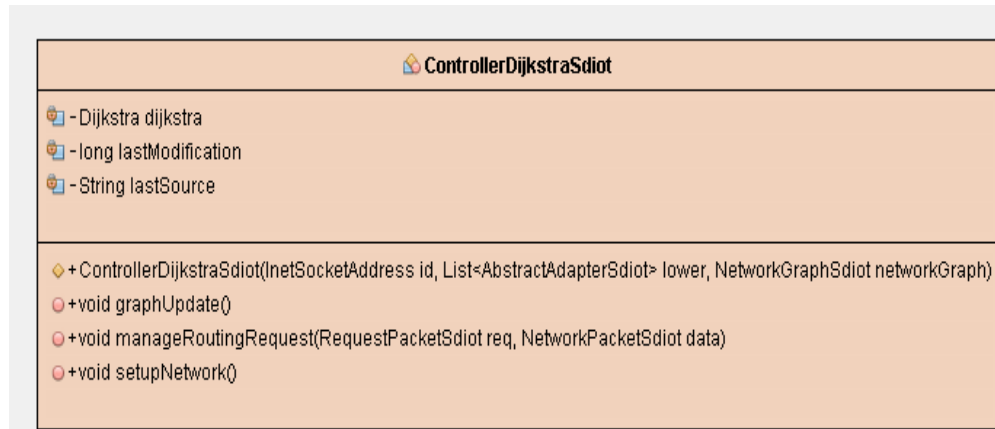 ControllerDijkstraSdiot
- Dijkstra dijkstra
- long lastModification
- String lastSource
+ ControllerDijkstraSdiot(InetSocketAddress id, List<AbstractAdapterSdiot> lower, NetworkGraphSdiot networkGraph)
+void graphUpdate()
+void manageRoutingRequest(RequestPacketSdiot req, NetworkPacketSdiot data)
+void setupNetwork()